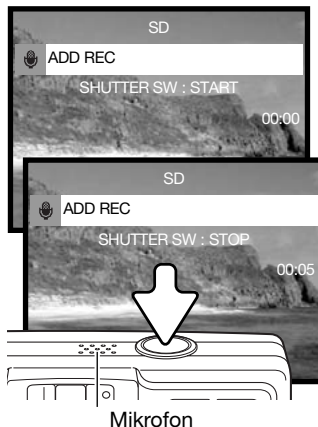 SD
ADD REC
SHUTTER SW : START
00:00
SD
ADD REC
SHUTTER SW : STOP
00:05
Mikrofon